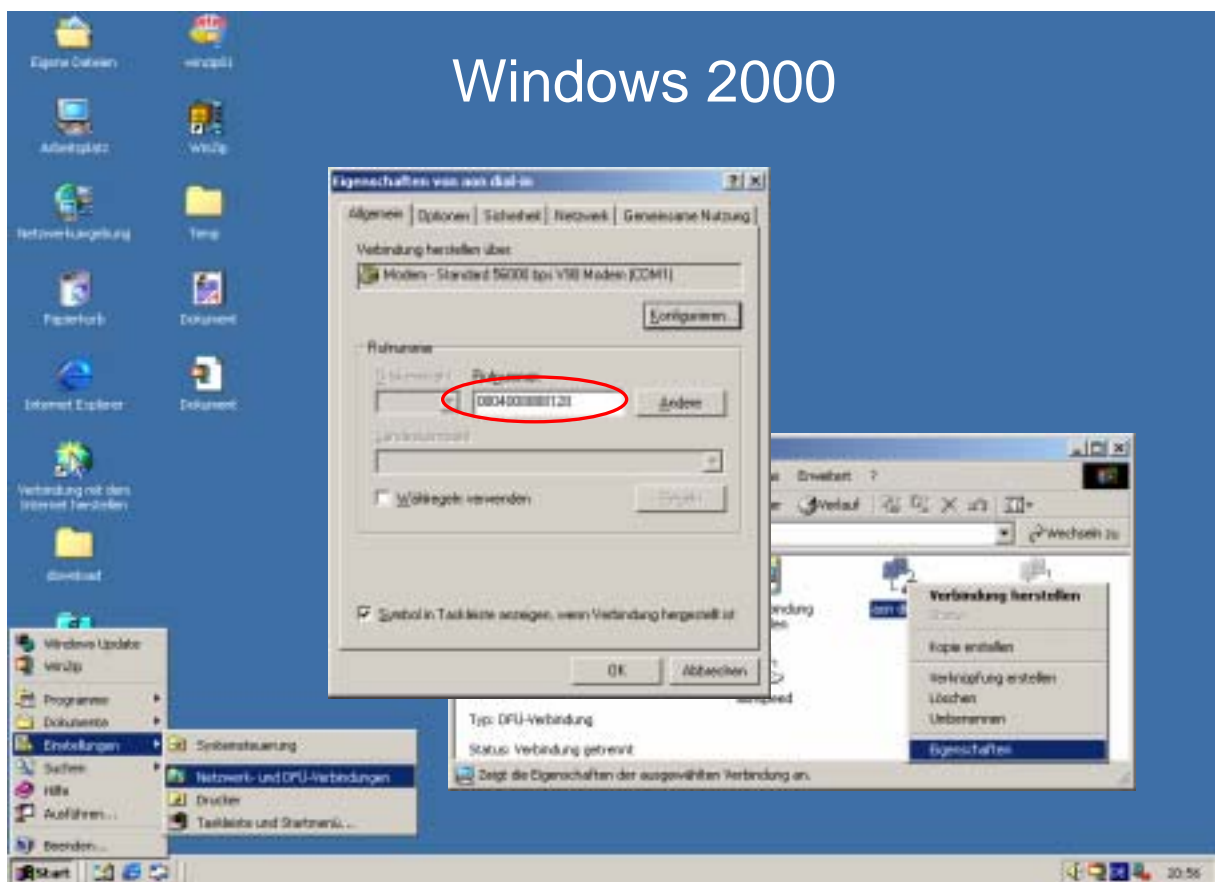 Windows 2000
Eigene Dateien
winzip81
Arbeitsplatz
WinZip
Netzwerkumgebung
Temp
Papierkorb
Dokument
Internet Explorer
Dokument
Verbindung mit dem
Internet herstellen
download
Eigenschaften von aon dial-in
Allgemein Optionen Sicherheit Netzwerk Gemeinsame Nutzung
Verbindung herstellen über:
Modem - Standard 56000 bps V90 Modem (COM1)
Konfigurieren...
Rufnummer
Rufnummer:
Andere
Landesvorwahl:
Wählregeln verwenden
Regeln
Symbol in Taskleiste anzeigen, wenn Verbindung hergestellt ist
OK Abbrechen
Erweitert ?
Verlauf
Wechseln zu
Verbindung herstellen
Status
Kopie erstellen
Verknüpfung erstellen
Löschen
Umbenennen
Eigenschaften
Typ: DFÜ-Verbindung
Status: Verbindung getrennt
Zeigt die Eigenschaften der ausgewählten Verbindung an.
Windows Update
WinZip
Programme
Dokumente
Einstellungen
Suchen
Hilfe
Ausführen...
Beenden...
Systemsteuerung
Netzwerk- und DFÜ-Verbindungen
Drucker
Taskleiste und Startmenü...
Start
20:56